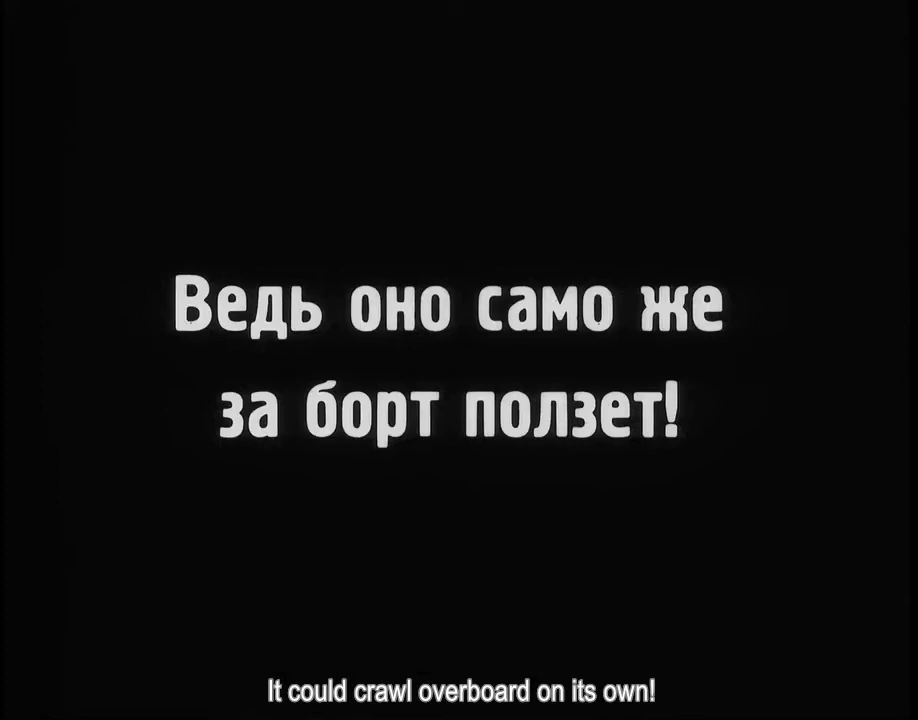 Ведь оно само же
за борт ползет!
It could crawl overboard on its own!